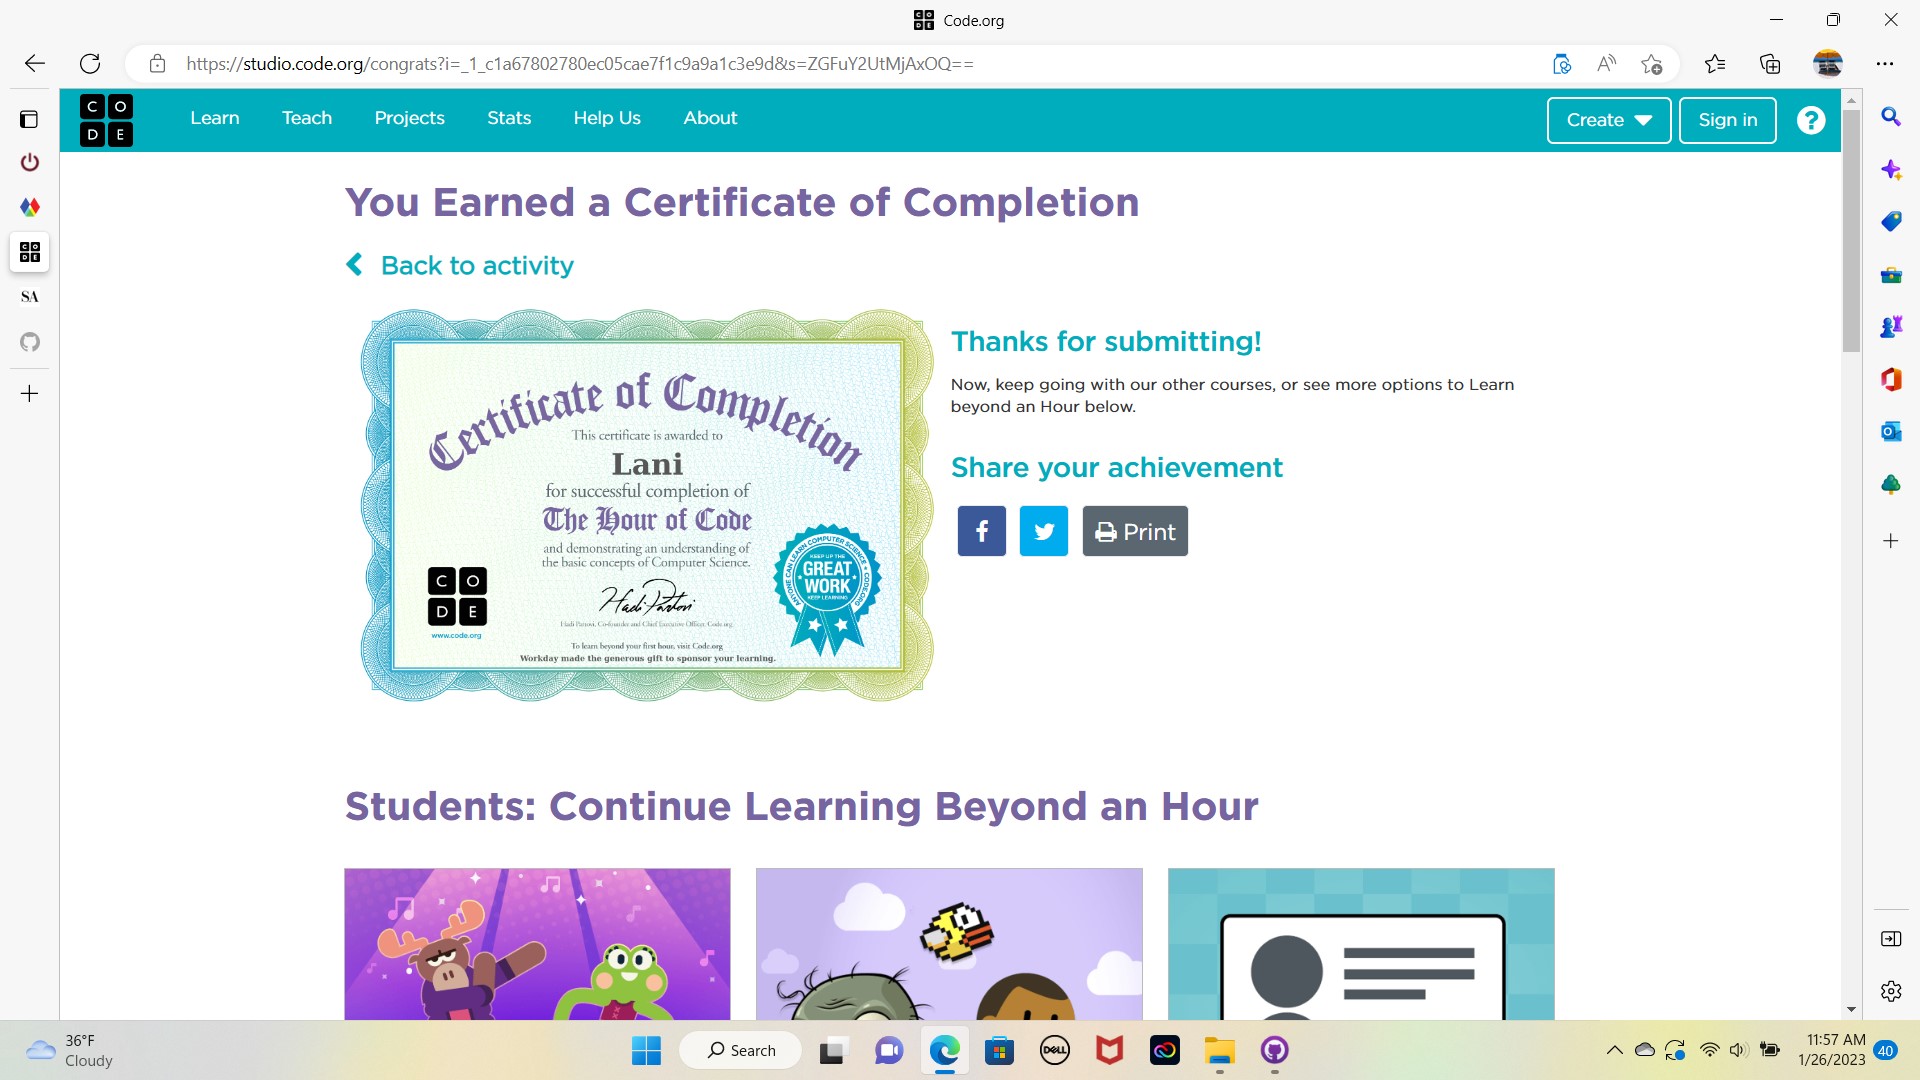 Code.org
https://studio.code.org/congrats?i=_1_c1a67802780ec05cae7f1c9a9a1c3e9d&s=ZGFuY2UtMjAxOQ==
CODE
Learn Teach Projects Stats Help Us About
Create Sign in ?
SA
You Earned a Certificate of Completion
Back to activity
Certificate of Completion
This certificate is awarded to
Lani
for successful completion of
The Hour of Code
and demonstrating an understanding of
the basic concepts of Computer Science.
Hadi Partovi
Hadi Partovi, Co-founder and Chief Executive Officer, Code.org
To learn beyond your first hour, visit Code.org
Workday made the generous gift to sponsor your learning.
CODE
www.code.org
ANYONE CAN LEARN COMPUTER SCIENCE • CODE.ORG
KEEP UP THE
GREAT
WORK
KEEP LEARNING
Thanks for submitting!
Now, keep going with our other courses, or see more options to Learn
beyond an Hour below.
Share your achievement
Print
Students: Continue Learning Beyond an Hour
36°F
Cloudy
Search
DELL
11:57 AM
1/26/2023
40